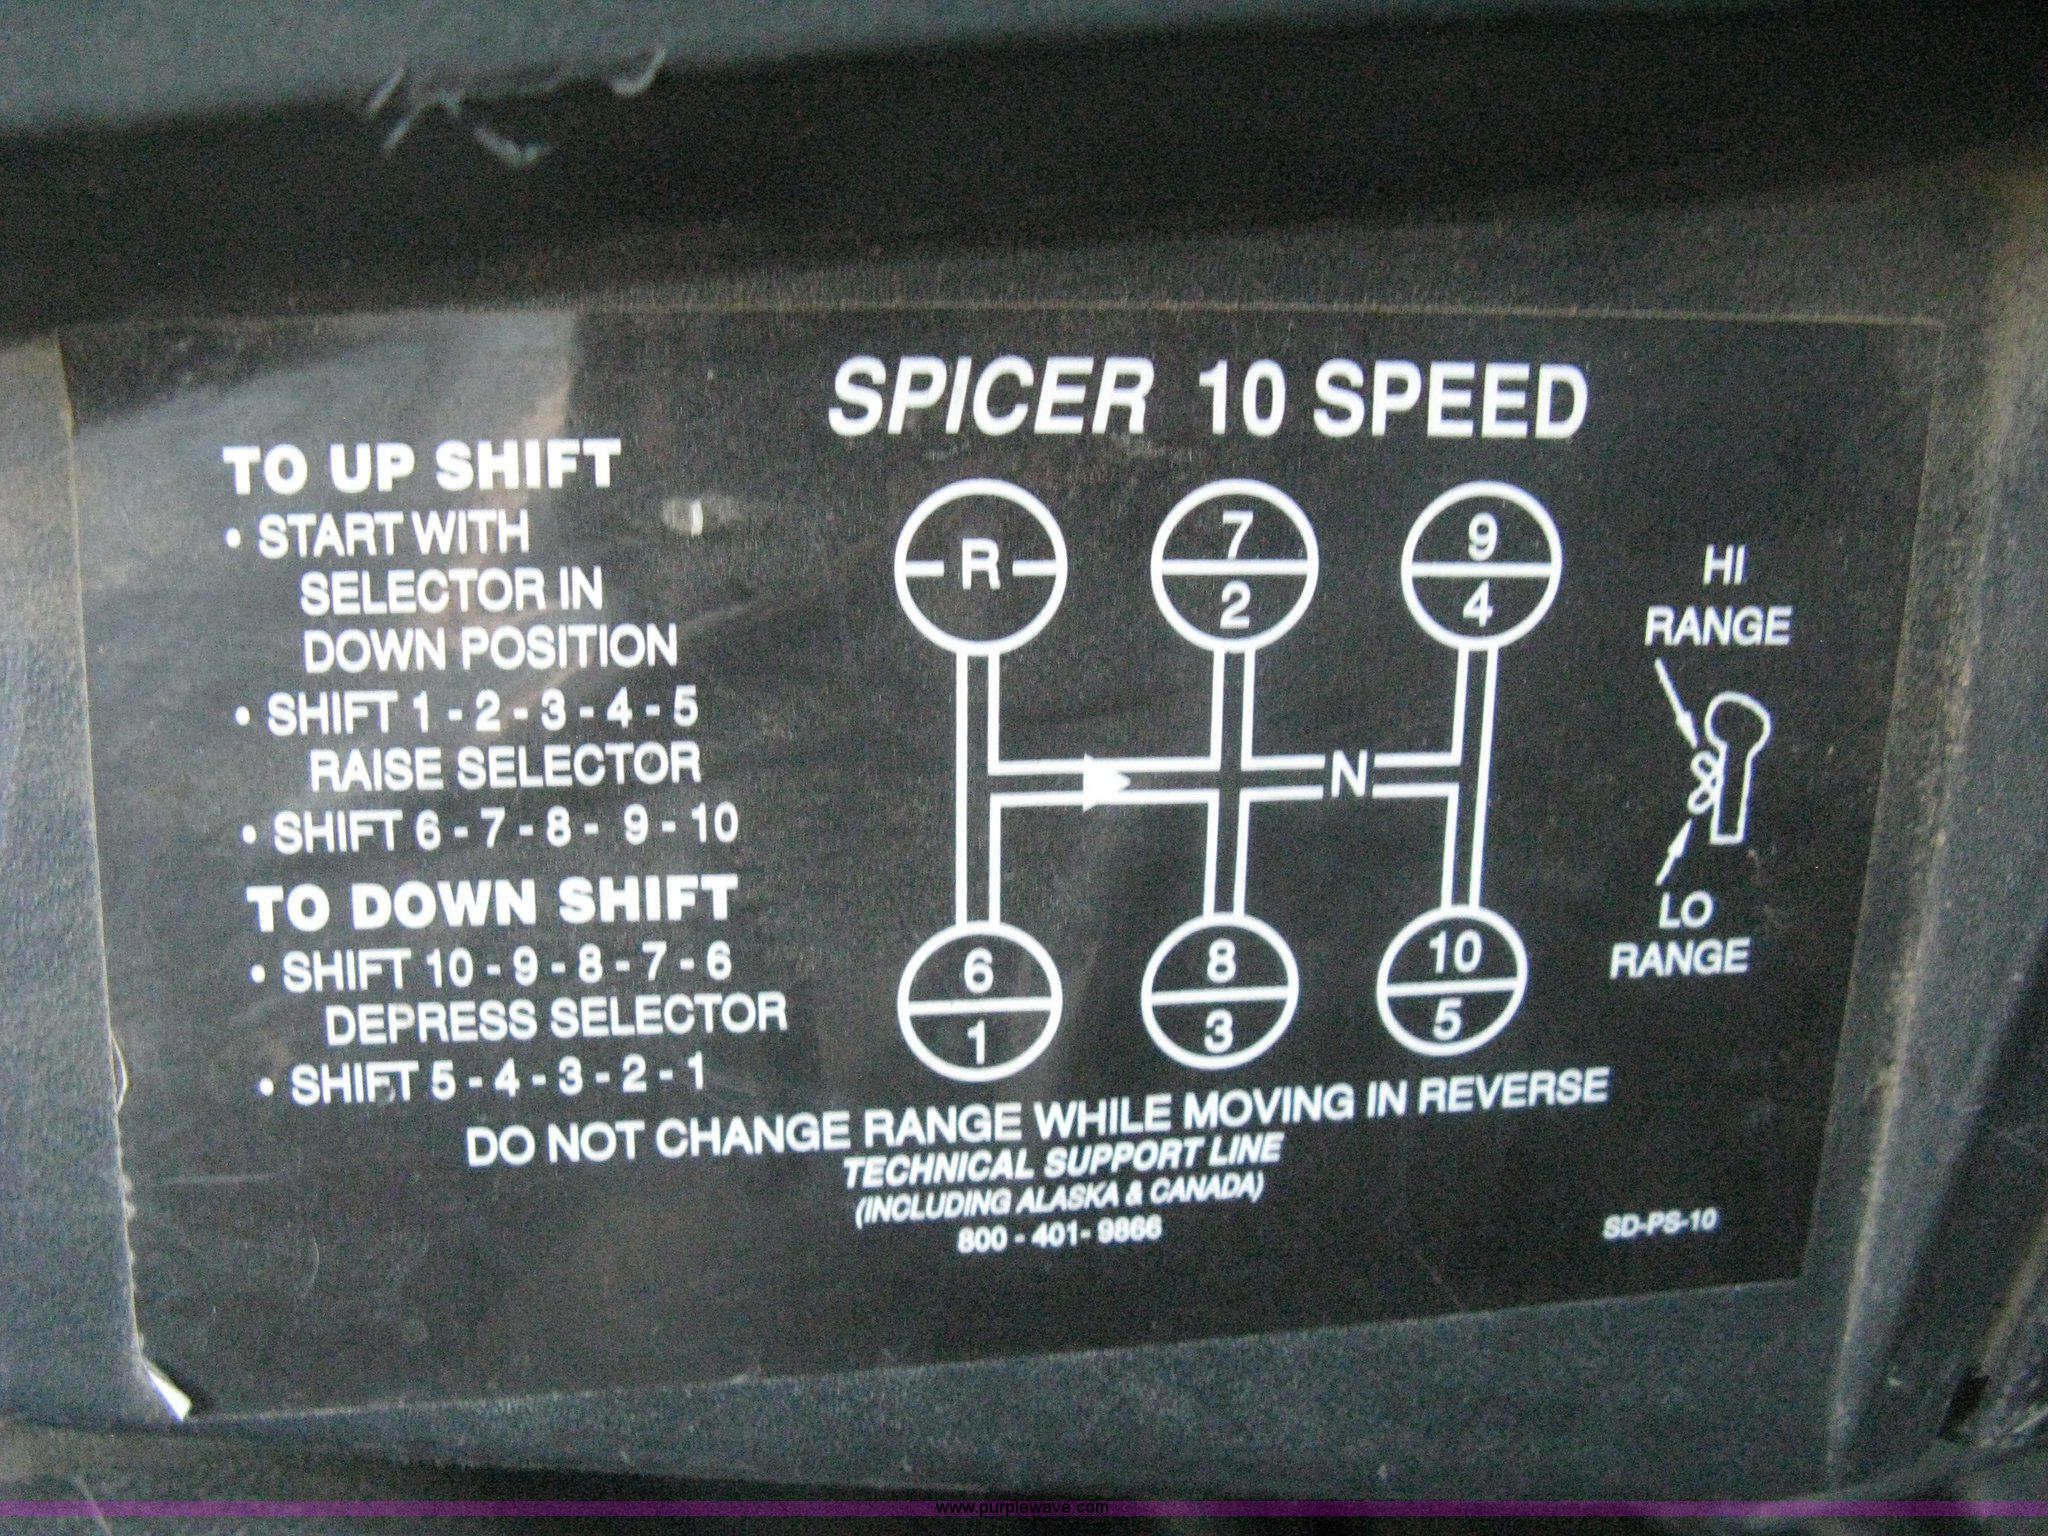 SPICER 10 SPEED
TO UP SHIFT
• START WITH
SELECTOR IN
DOWN POSITION
• SHIFT 1 - 2 - 3 - 4 - 5
RAISE SELECTOR
• SHIFT 6 - 7 - 8 - 9 - 10
TO DOWN SHIFT
• SHIFT 10 - 9 - 8 - 7 - 6
DEPRESS SELECTOR
• SHIFT 5 - 4 - 3 - 2 - 1
R
7
2
9
4
N
6
1
8
3
10
5
HI
RANGE
LO
RANGE
DO NOT CHANGE RANGE WHILE MOVING IN REVERSE
TECHNICAL SUPPORT LINE
(INCLUDING ALASKA & CANADA)
800 - 401- 9866
SD-PS-10
www.purplewave.com